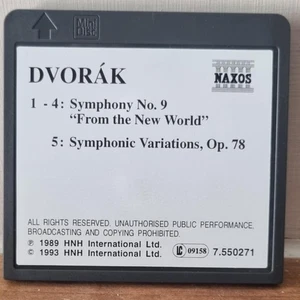 MINI DISC
DVORÁK
NAXOS
1 - 4: Symphony No. 9
"From the New World"
5: Symphonic Variations, Op. 78
ALL RIGHTS RESERVED. UNAUTHORISED PUBLIC PERFORMANCE,
BROADCASTING AND COPYING PROHIBITED.
℗ 1989 HNH International Ltd.
© 1993 HNH International Ltd.
LC 09158
7.550271